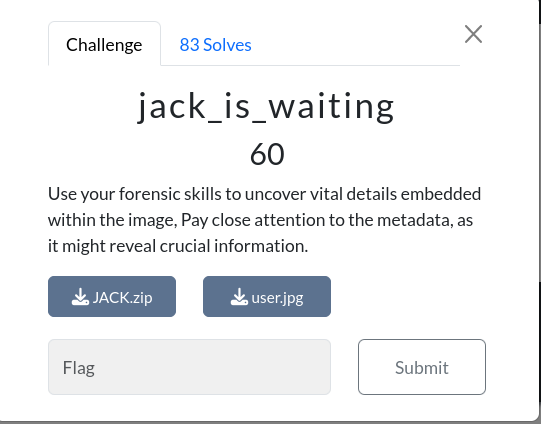 Challenge
83 Solves
jack_is_waiting
60
Use your forensic skills to uncover vital details embedded
within the image, Pay close attention to the metadata, as
it might reveal crucial information.
JACK.zip
user.jpg
Flag
Submit